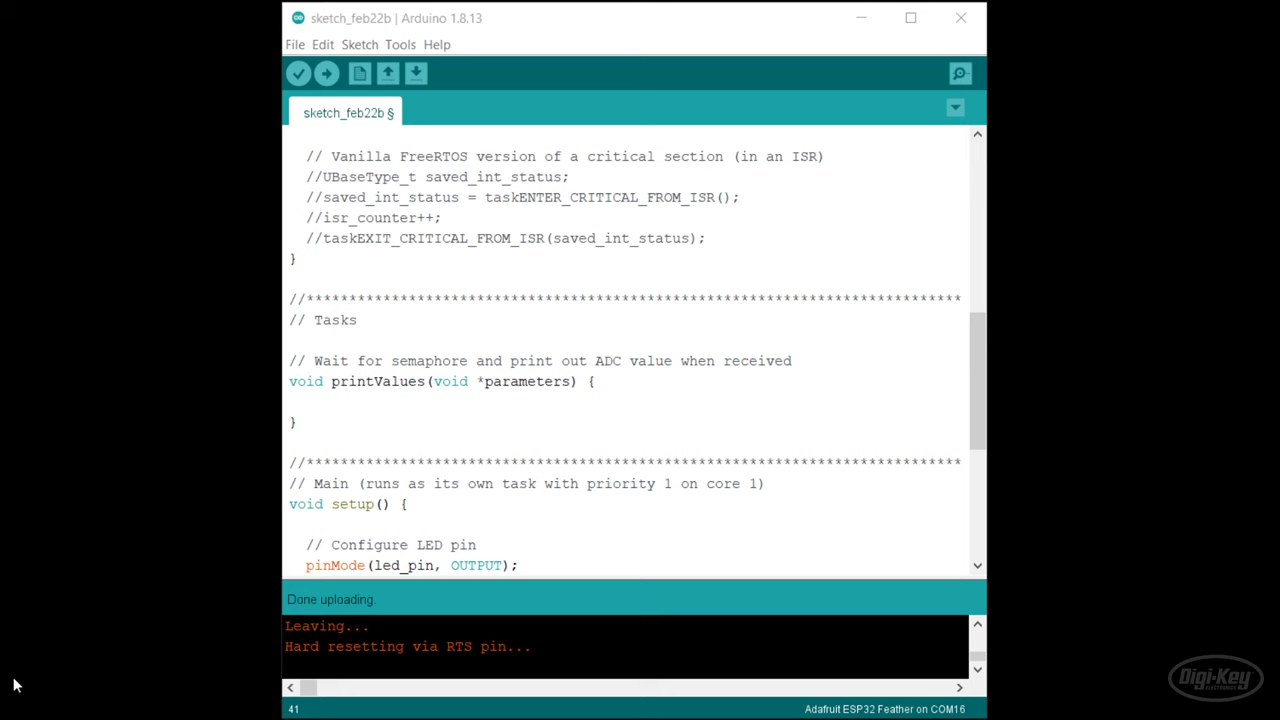 sketch_feb22b | Arduino 1.8.13
File Edit Sketch Tools Help
sketch_feb22b §
// Vanilla FreeRTOS version of a critical section (in an ISR)
//UBaseType_t saved_int_status;
//saved_int_status = taskENTER_CRITICAL_FROM_ISR();
//isr_counter++;
//taskEXIT_CRITICAL_FROM_ISR(saved_int_status);
}
//*****************************************************************************
// Tasks
// Wait for semaphore and print out ADC value when received
void printValues(void *parameters) {
}
//*****************************************************************************
// Main (runs as its own task with priority 1 on core 1)
void setup() {
// Configure LED pin
pinMode(led_pin, OUTPUT);
Done uploading.
Leaving...
Hard resetting via RTS pin...
41 Adafruit ESP32 Feather on COM16
Digi-Key
ELECTRONICS